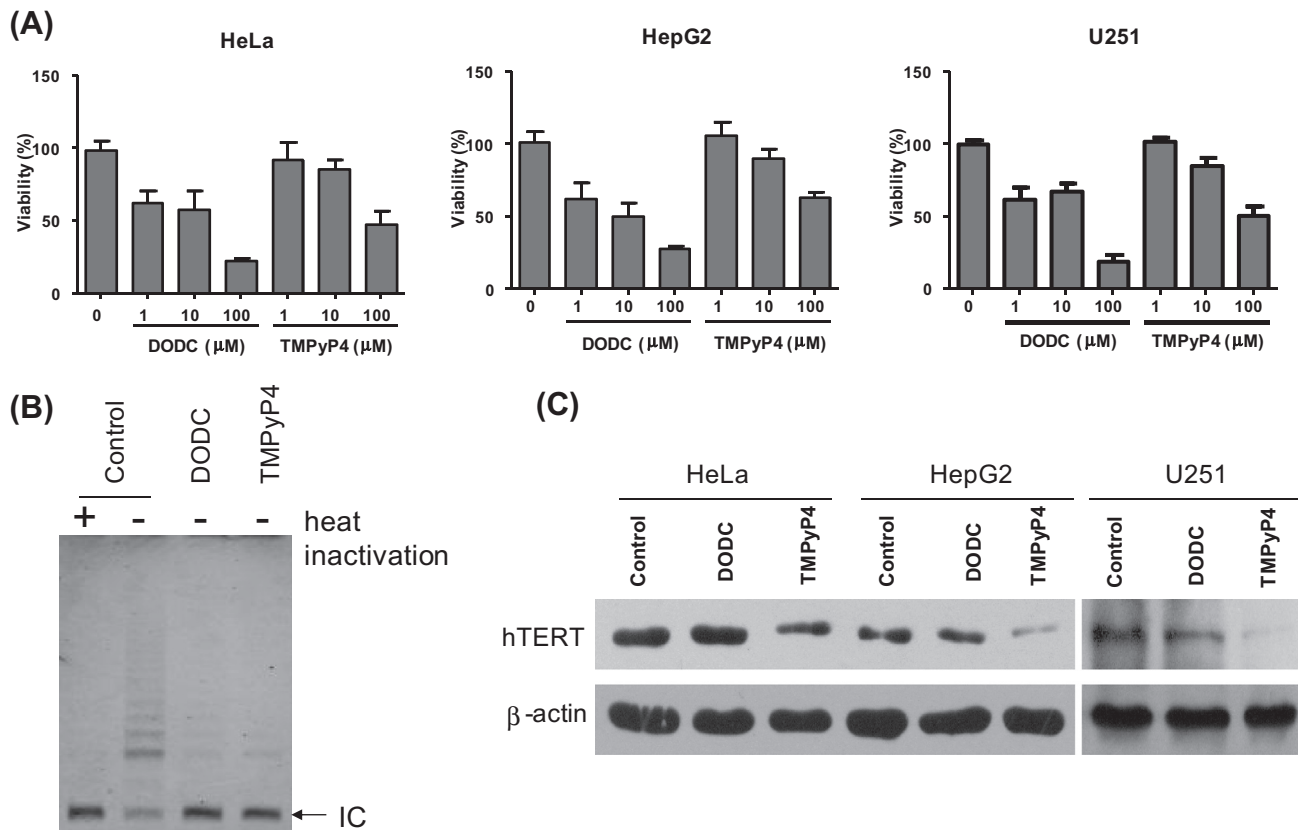 (A)
HeLa
HepG2
U251
Viability (%)
150
100
50
0
0
1
10
100
1
10
100
DODC (μM)
TMPyP4 (μM)
Viability (%)
150
100
50
0
0
1
10
100
1
10
100
DODC (μM)
TMPyP4 (μM)
Viability (%)
150
100
50
0
0
1
10
100
1
10
100
DODC (μM)
TMPyP4 (μM)
(B)
Control
DODC
TMPyP4
+ - - -
heat
inactivation
IC
(C)
HeLa
HepG2
U251
Control
DODC
TMPyP4
Control
DODC
TMPyP4
Control
DODC
TMPyP4
hTERT
β-actin